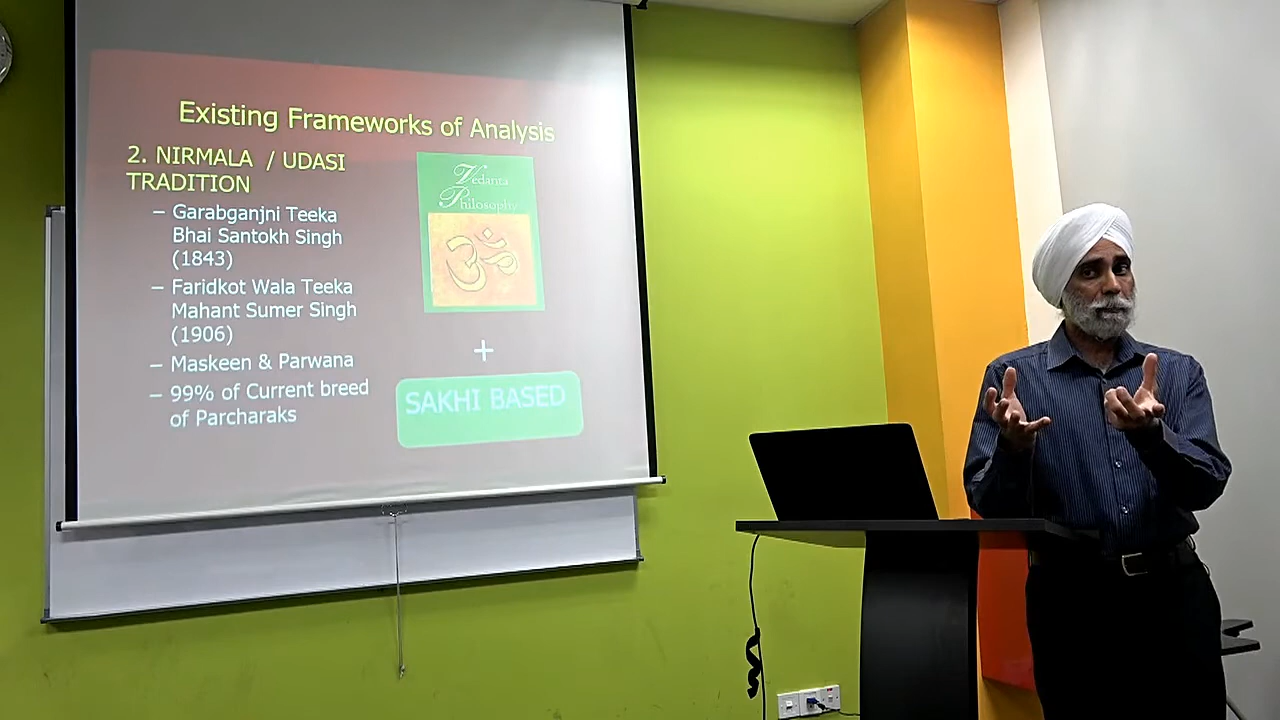 Existing Frameworks of Analysis
2. NIRMALA / UDASI
TRADITION
– Garabganjni Teeka
Bhai Santokh Singh
(1843)
– Faridkot Wala Teeka
Mahant Sumer Singh
(1906)
– Maskeen & Parwana
– 99% of Current breed
of Parcharaks
Vedanta
Philosophy
ॐ
+
SAKHI BASED